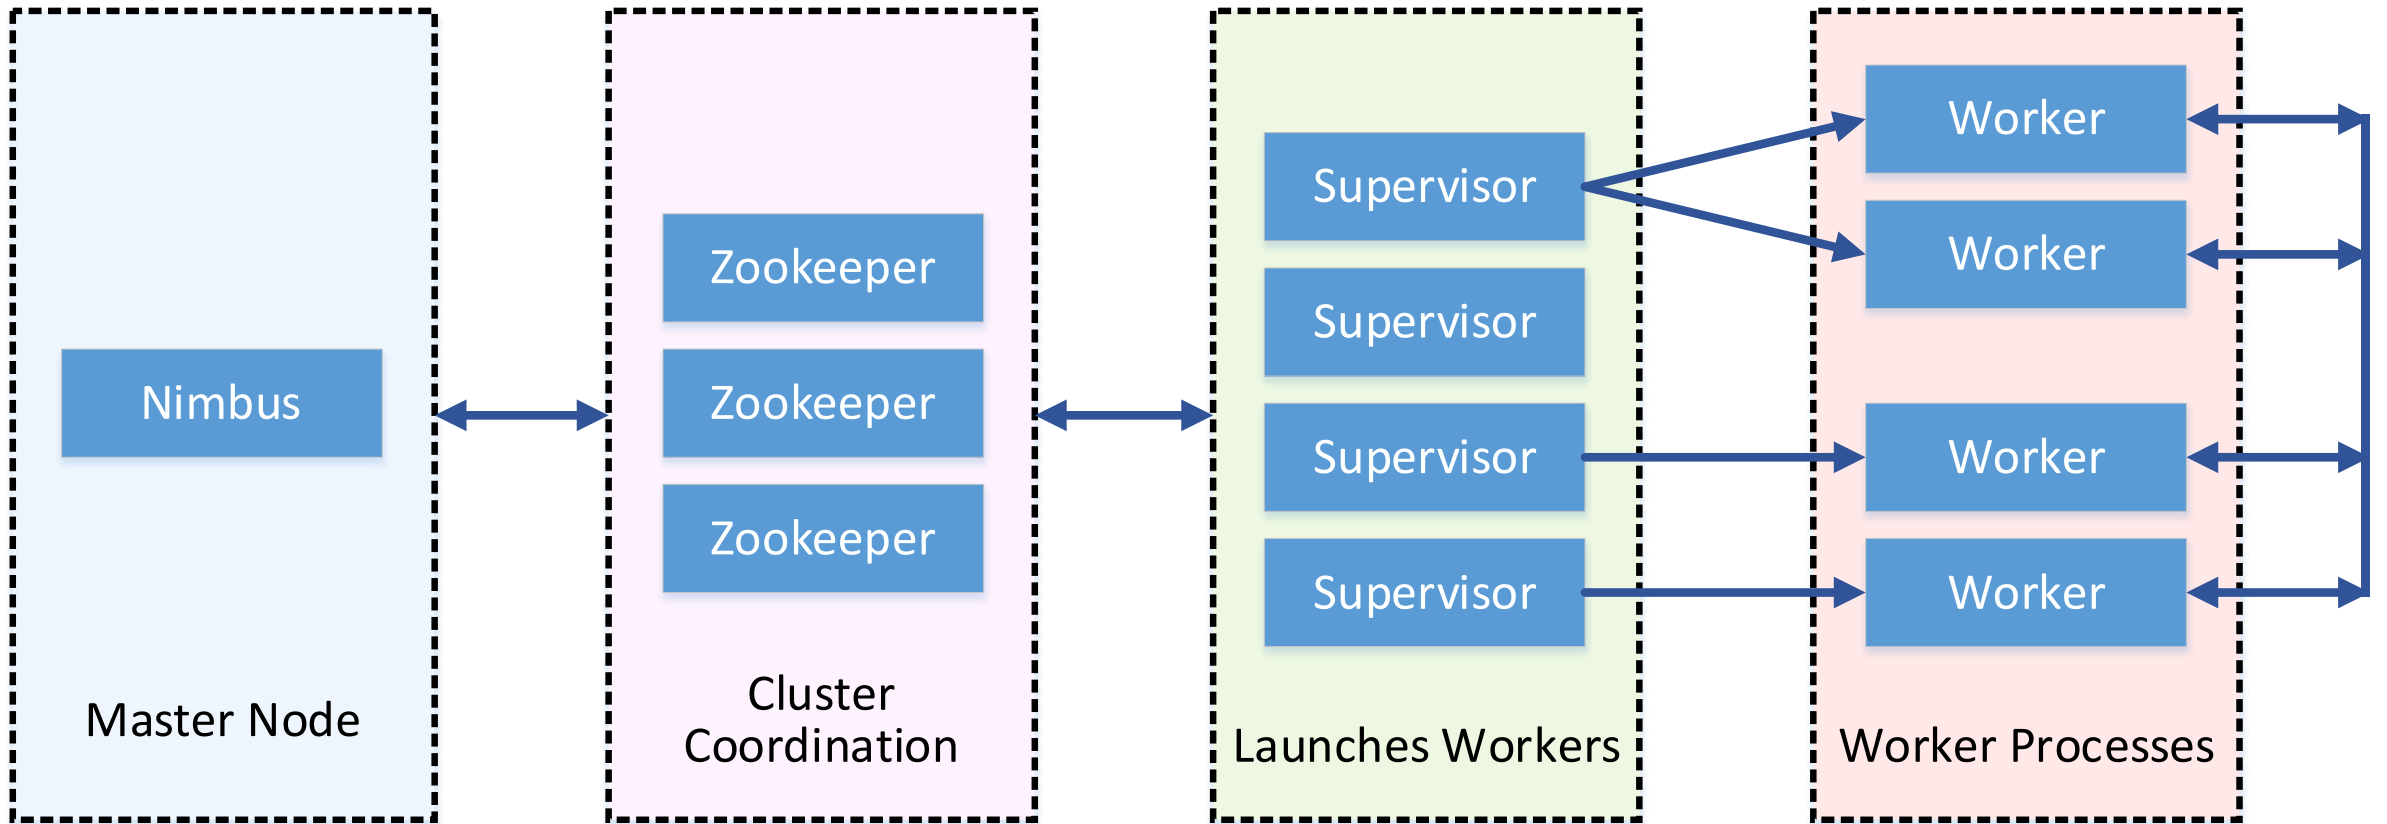 Nimbus
Master Node
Zookeeper
Zookeeper
Zookeeper
Cluster
Coordination
Supervisor
Supervisor
Supervisor
Supervisor
Launches Workers
Worker
Worker
Worker
Worker
Worker Processes